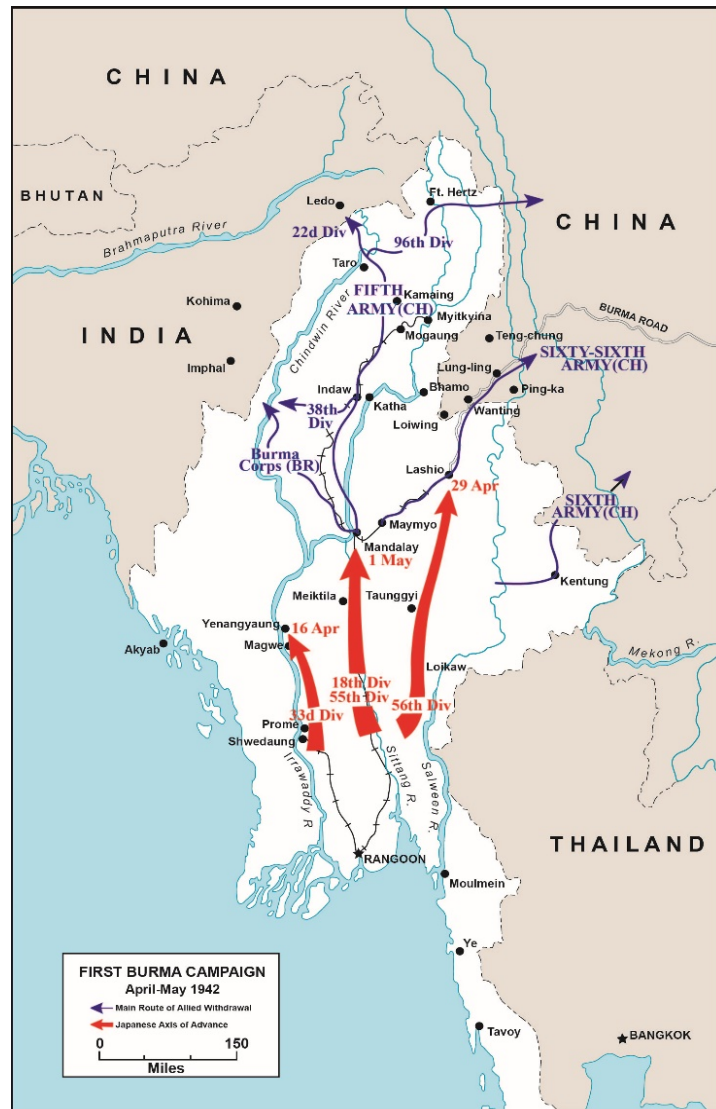 CHINA
BHUTAN
Ledo
Ft. Hertz
CHINA
22d Div
96th Div
Brahmaputra River
Taro
FIFTH
ARMY(CH)
Kamaing
Kohima
Chindwin River
Myitkyina
BURMA ROAD
INDIA
Mogaung
Teng-chung
SIXTY-SIXTH
ARMY(CH)
Imphal
Lung-ling
Indaw
Katha
Bhamo
Ping-ka
38th
Div
Wanting
Loiwing
Burma
Corps (BR)
Lashio
29 Apr
SIXTH
ARMY(CH)
Maymyo
Mandalay
1 May
Kentung
Meiktila
Taunggyi
Yenangyaung
16 Apr
Magwe
Akyab
Loikaw
Mekong R.
18th Div
55th Div
56th Div
33d Div
Prome
Shwedaung
Irrawaddy R
Sittang R.
Salween R.
THAILAND
RANGOON
Moulmein
Ye
Tavoy
BANGKOK
FIRST BURMA CAMPAIGN
April-May 1942
Main Route of Allied Withdrawal
Japanese Axis of Advance
0 150
Miles